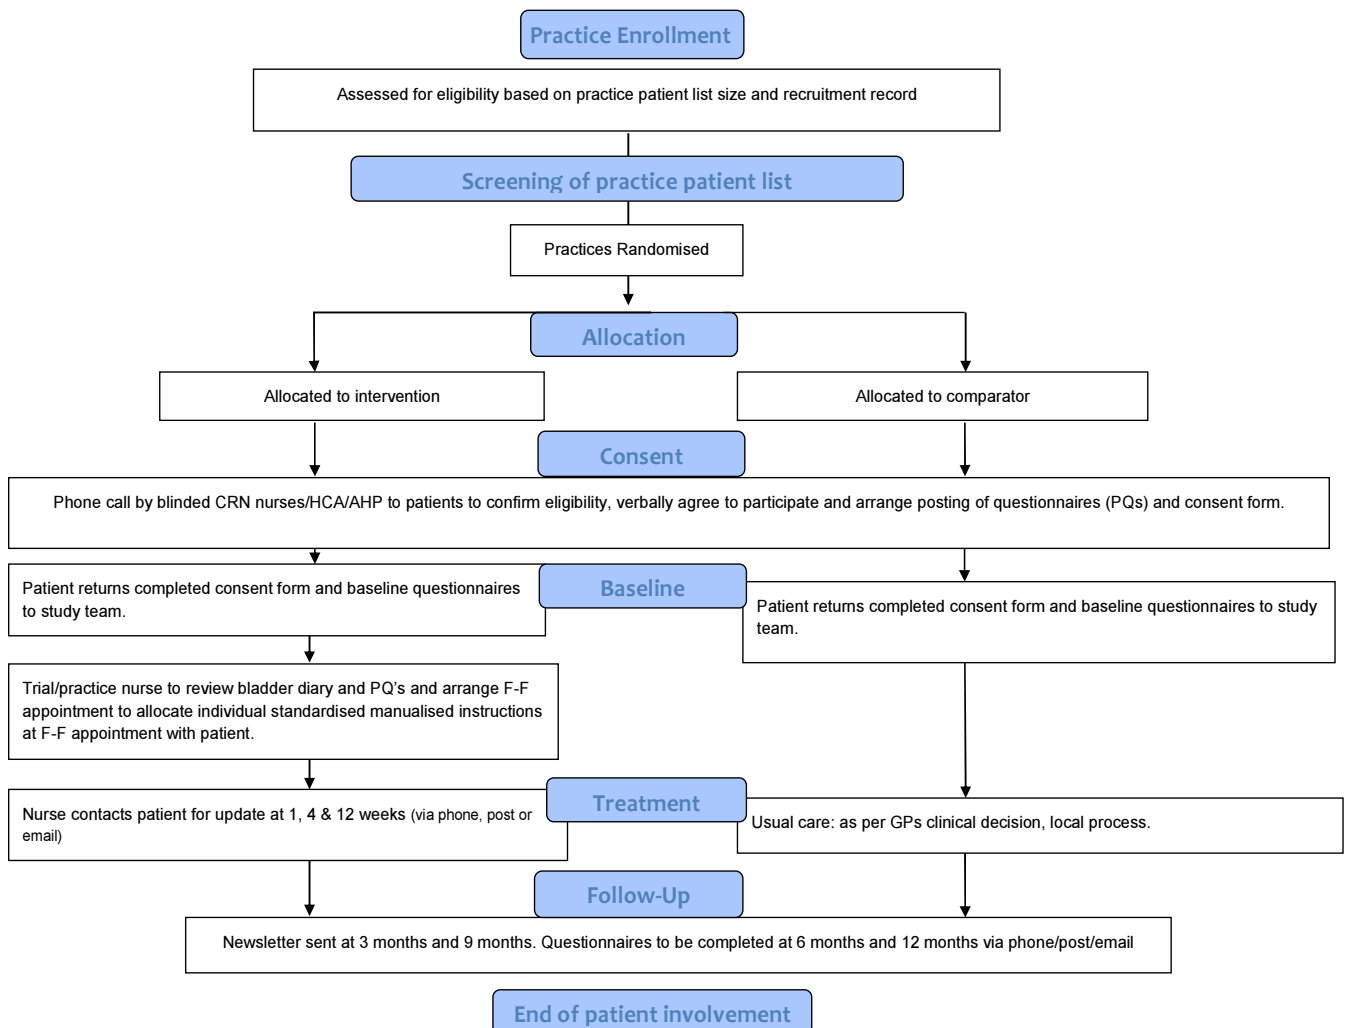 Practice Enrollment
Assessed for eligibility based on practice patient list size and recruitment record
Screening of practice patient list
Practices Randomised
Allocation
Allocated to intervention
Allocated to comparator
Consent
Phone call by blinded CRN nurses/HCA/AHP to patients to confirm eligibility, verbally agree to participate and arrange posting of questionnaires (PQs) and consent form.
Baseline
Patient returns completed consent form and baseline questionnaires
to study team.
Patient returns completed consent form and baseline questionnaires to study
team.
Trial/practice nurse to review bladder diary and PQ's and arrange F-F
appointment to allocate individual standardised manualised instructions
at F-F appointment with patient.
Treatment
Nurse contacts patient for update at 1, 4 & 12 weeks (via phone, post or
email)
Usual care: as per GPs clinical decision, local process.
Follow-Up
Newsletter sent at 3 months and 9 months. Questionnaires to be completed at 6 months and 12 months via phone/post/email
End of patient involvement